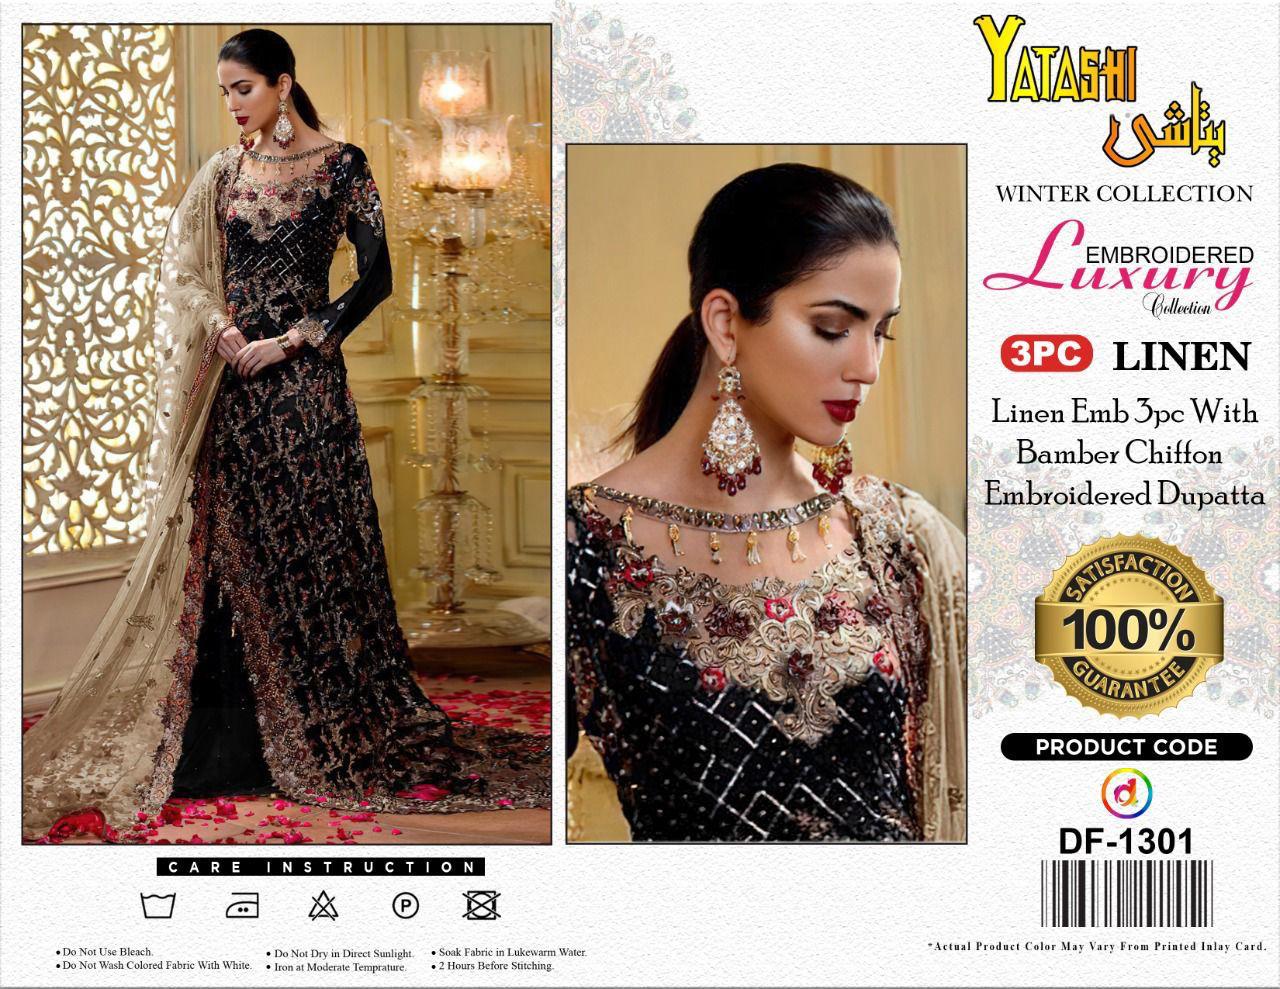 YATASHI
یتاشی
WINTER COLLECTION
EMBROIDERED
Luxury
Collection
3PC LINEN
Linen Emb 3pc With
Bamber Chiffon
Embroidered Dupatta
SATISFACTION
100%
GUARANTEE
PRODUCT CODE
d
DF-1301
*Actual Product Color May Vary From Printed Inlay Card.
CARE INSTRUCTION
P
• Do Not Use Bleach.
• Do Not Wash Colored Fabric With White.
• Do Not Dry in Direct Sunlight.
• Iron at Moderate Temprature.
• Soak Fabric in Lukewarm Water.
• 2 Hours Before Stitching.